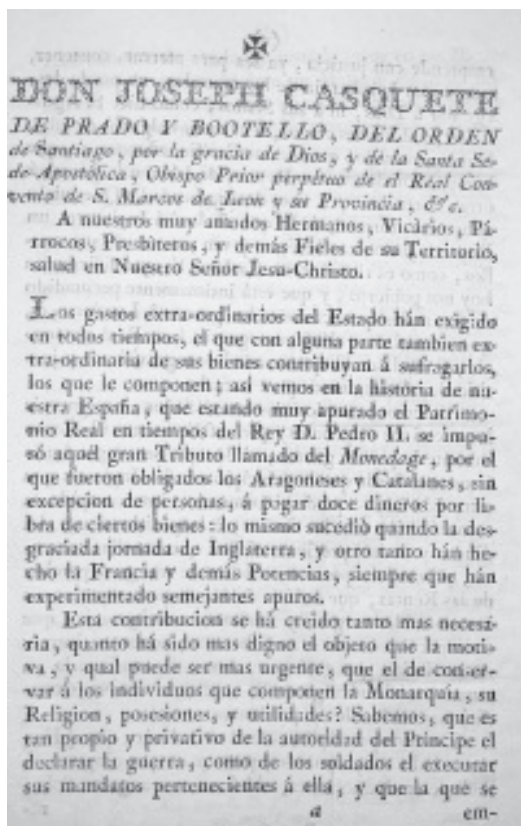 DON JOSEPH CASQUETE
DE PRADO Y BOOTELLO, DEL ORDEN
de Santiago, por la gracia de Dios, y de la Santa Se-
de Apostólica, Obispo Prior perpétuo de el Real Con-
vento de S. Marcos de Leon y su Provincia, &c.
A nuestros muy amados Hermanos, Vicários, Pá-
rrocos, Presbíteros, y demás Fieles de su Territorio,
salud en Nuestro Señor Jesu-Christo.
Los gastos extra-ordinarios del Estado hán exigido
en todos tiempos, el que con alguna parte tambien ex-
tra-ordinaria de sus bienes contribuyan á sufragarlos,
los que le componen; asi vemos en la historia de nu-
estra España, que estando muy apurado el Patrimo-
nio Real en tiempos del Rey D. Pedro II. se impu-
só aquél gran Tributo llamado del Monedage, por el
que fueron obligados los Aragoneses y Catalanes, sin
excepcion de personas, á pagar doce dineros por li-
bra de ciertos bienes: lo mismo sucedió quando la des-
graciada jornada de Inglaterra, y otro tanto hán he-
cho la Francia y demás Potencias, siempre que hán
experimentado semejantes apuros.
Esta contribucion se há creido tanto mas necesá-
ria, quanto há sido mas digno el objeto que la moti-
va, y qual puede ser mas urgente, que el de conser-
var á los individuos que componen la Monarquía, su
Religion, posesiones, y utilidades? Sabemos, que es
tan propio y privativo de la autoridad del Principe el
declarar la guerra, como de los soldados el executar
sus mandatos pertenecientes á ella, y que la que se
a em-